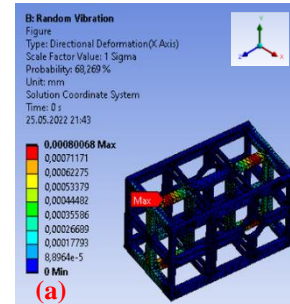 B: Random Vibration
Figure
Type: Directional Deformation(X Axis)
Scale Factor Value: 1 Sigma
Probability: 68,269 %
Unit: mm
Solution Coordinate System
Time: 0 s
25.05.2022 21:43
0,00080068 Max
0,00071171
0,00062275
0,00053379
0,00044482
0,00035586
0,00026689
0,00017793
8,8964e-5
0 Min
Max
(a)
Y
Z
X